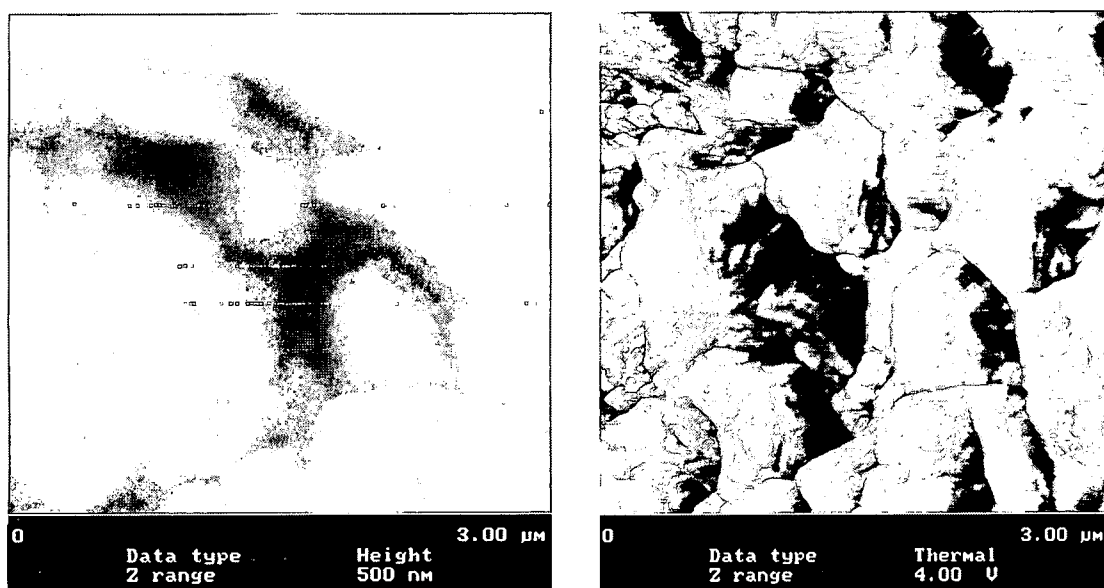 0 3.00 µM
Data type Height
Z range 500 nM
0 3.00 µM
Data type Thermal
Z range 4.00 V